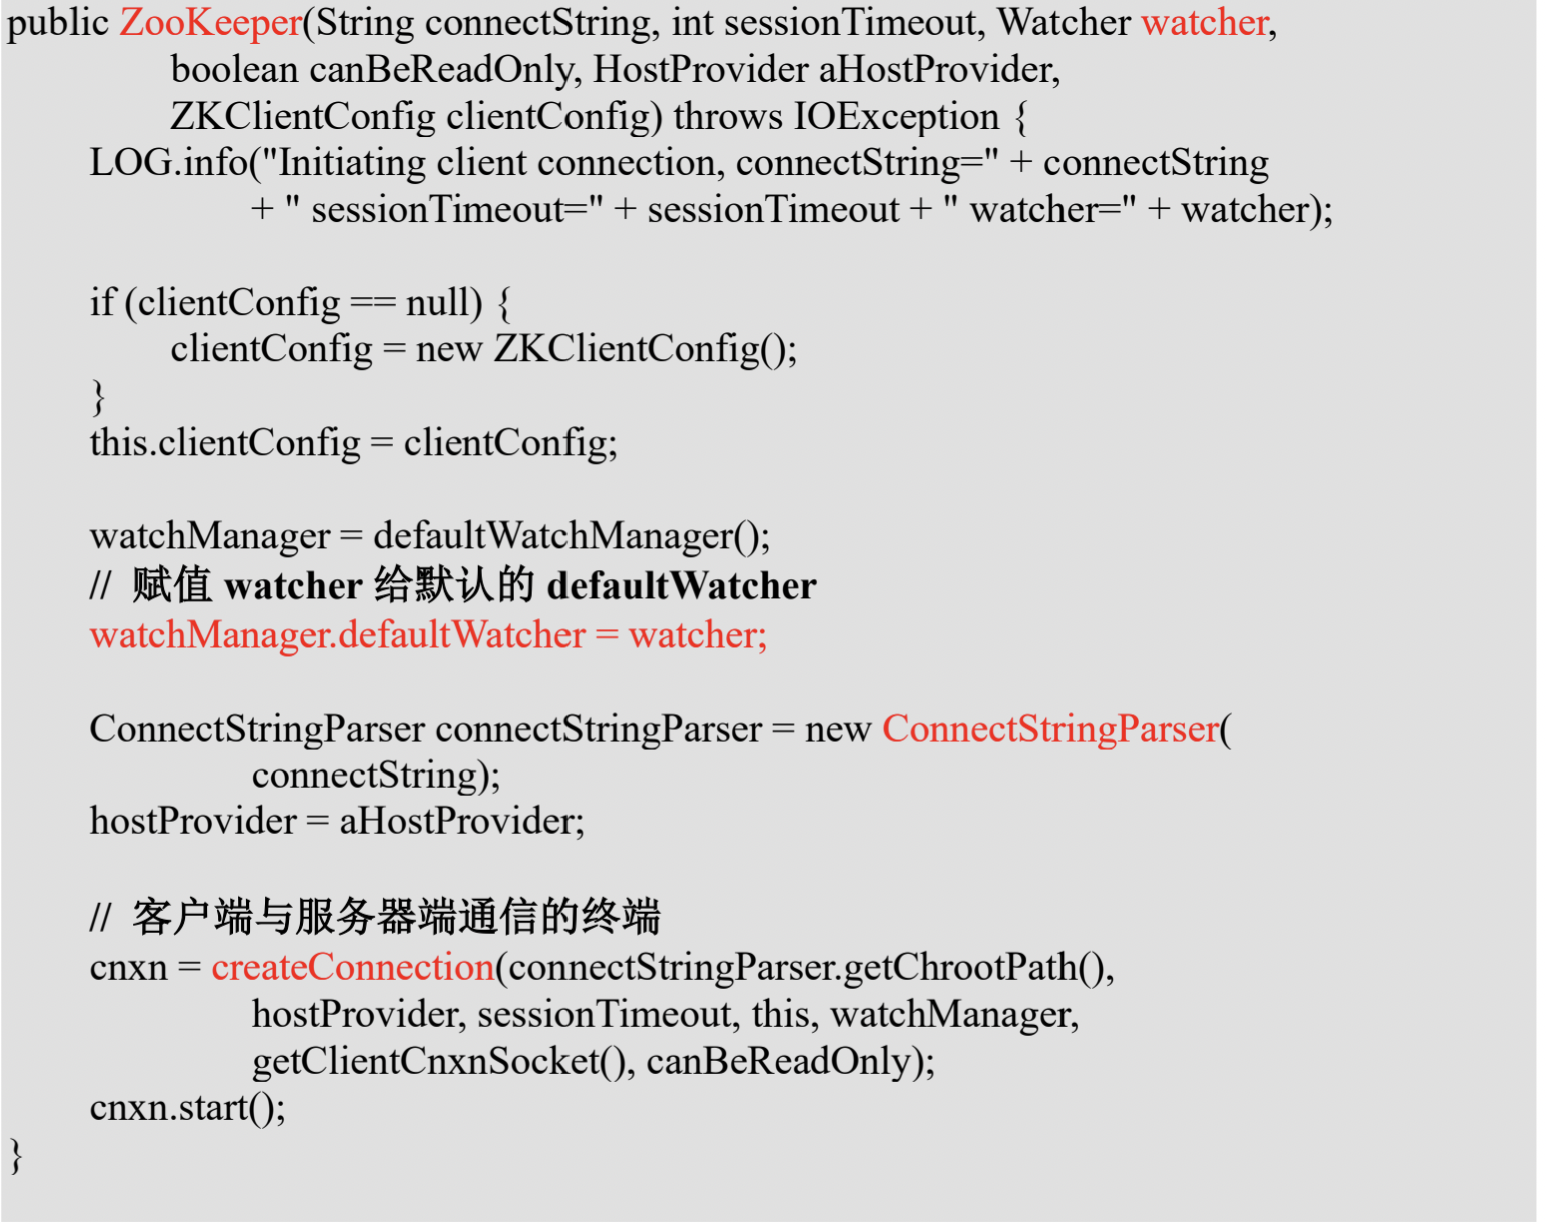 public ZooKeeper(String connectString, int sessionTimeout, Watcher watcher,
boolean canBeReadOnly, HostProvider aHostProvider,
ZKClientConfig clientConfig) throws IOException {
LOG.info("Initiating client connection, connectString=" + connectString
+ " sessionTimeout=" + sessionTimeout + " watcher=" + watcher);
if (clientConfig == null) {
clientConfig = new ZKClientConfig();
}
this.clientConfig = clientConfig;
watchManager = defaultWatchManager();
// 赋值 watcher 给默认的 defaultWatcher
watchManager.defaultWatcher = watcher;
ConnectStringParser connectStringParser = new ConnectStringParser(
connectString);
hostProvider = aHostProvider;
// 客户端与服务器端通信的终端
cnxn = createConnection(connectStringParser.getChrootPath(),
hostProvider, sessionTimeout, this, watchManager,
getClientCnxnSocket(), canBeReadOnly);
cnxn.start();
}